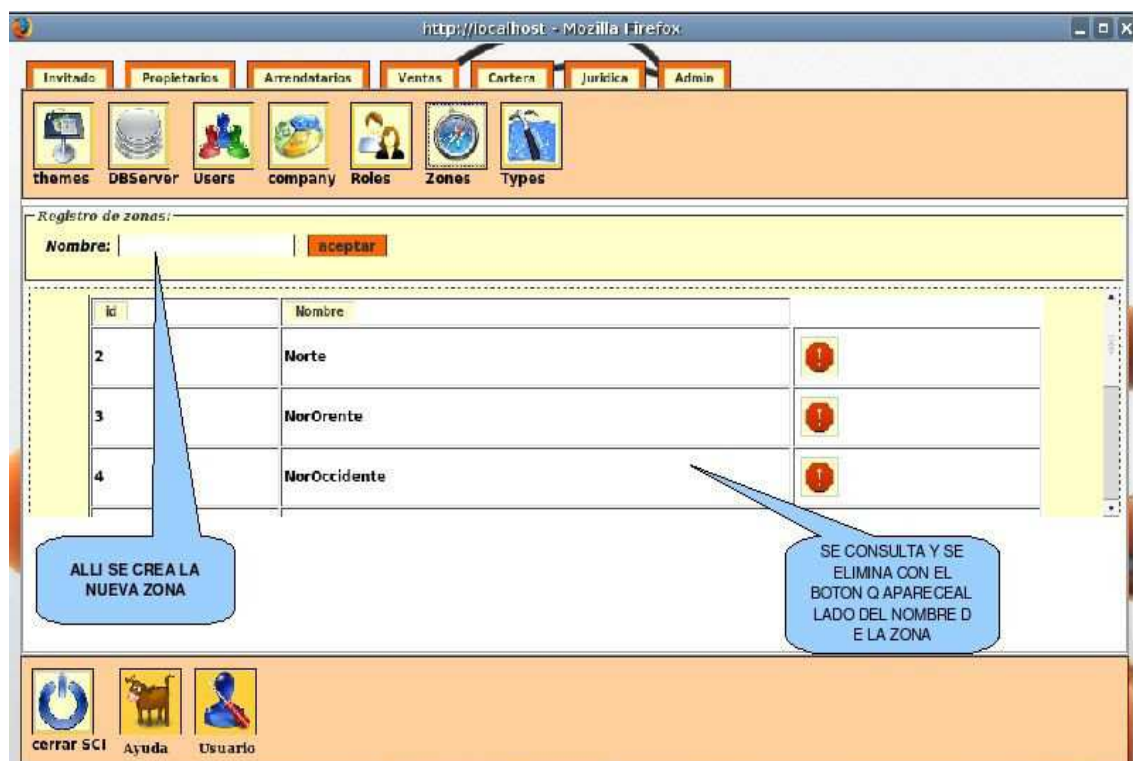 http://localhost - Mozilla Firefox
Invitado Propietarios Arrendatarios Ventas Cartera Juridica Admin
themes DBServer Users company Roles Zones Types
Registro de zonas:
Nombre: aceptar
id Nombre
2 Norte
3 NorOrente
4 NorOccidente
ALLI SE CREA LA
NUEVA ZONA
SE CONSULTA Y SE
ELIMINA CON EL
BOTON Q APARECEAL
LADO DEL NOMBRE D
E LA ZONA
cerrar SCI Ayuda Usuario